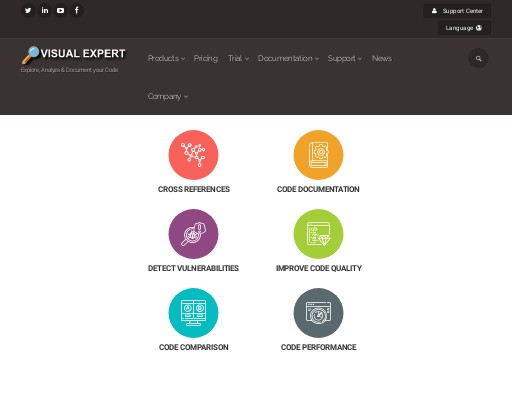 Support Center
Language
VISUAL EXPERT
Explore, Analyze & Document your Code
Products
Pricing
Trial
Documentation
Support
News
Company
CROSS REFERENCES
CODE DOCUMENTATION
DETECT VULNERABILITIES
IMPROVE CODE QUALITY
CODE COMPARISON
CODE PERFORMANCE